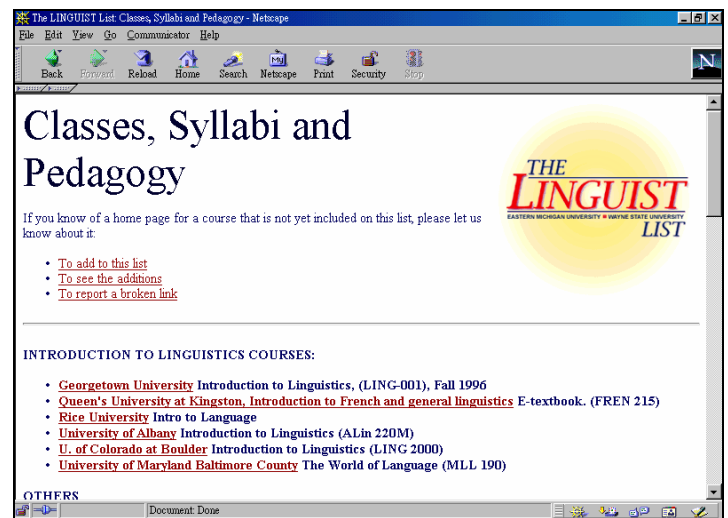 The LINGUIST List: Classes, Syllabi and Pedagogy - Netscape
File Edit View Go Communicator Help
Back Forward Reload Home Search Netscape Print Security Stop
N
My
Classes, Syllabi and
Pedagogy
THE
LINGUIST
EASTERN MICHIGAN UNIVERSITY WAYNE STATE UNIVERSITY
LIST
If you know of a home page for a course that is not yet included on this list, please let us
know about it:
• To add to this list
• To see the additions
• To report a broken link
INTRODUCTION TO LINGUISTICS COURSES:
• Georgetown University Introduction to Linguistics, (LING-001), Fall 1996
• Queen's University at Kingston, Introduction to French and general linguistics E-textbook. (FREN 215)
• Rice University Intro to Language
• University of Albany Introduction to Linguistics (ALin 220M)
• U. of Colorado at Boulder Introduction to Linguistics (LING 2000)
• University of Maryland Baltimore County The World of Language (MLL 190)
OTHERS
Document: Done